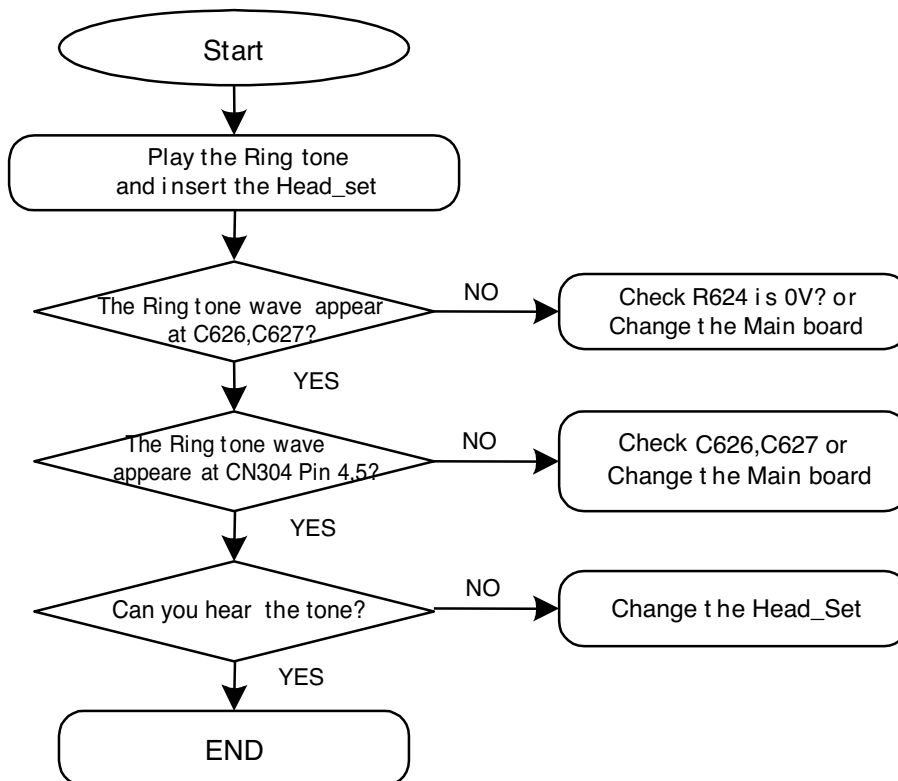 Start
Play the Ring tone
and insert the Head_set
The Ring tone wave appear
at C626,C627?
NO
Check R624 is 0V? or
Change the Main board
YES
The Ring tone wave
appeare at CN304 Pin 4,5?
NO
Check C626,C627 or
Change the Main board
YES
Can you hear the tone?
NO
Change the Head_Set
YES
END